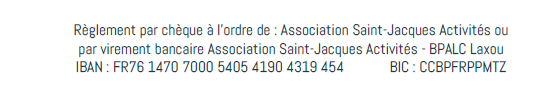 Règlement par chèque à l'ordre de : Association Saint-Jacques Activités ou
par virement bancaire Association Saint-Jacques Activités - BPALC Laxou
IBAN : FR76 1470 7000 5405 4190 4319 454 BIC : CCBPFRPPMTZ